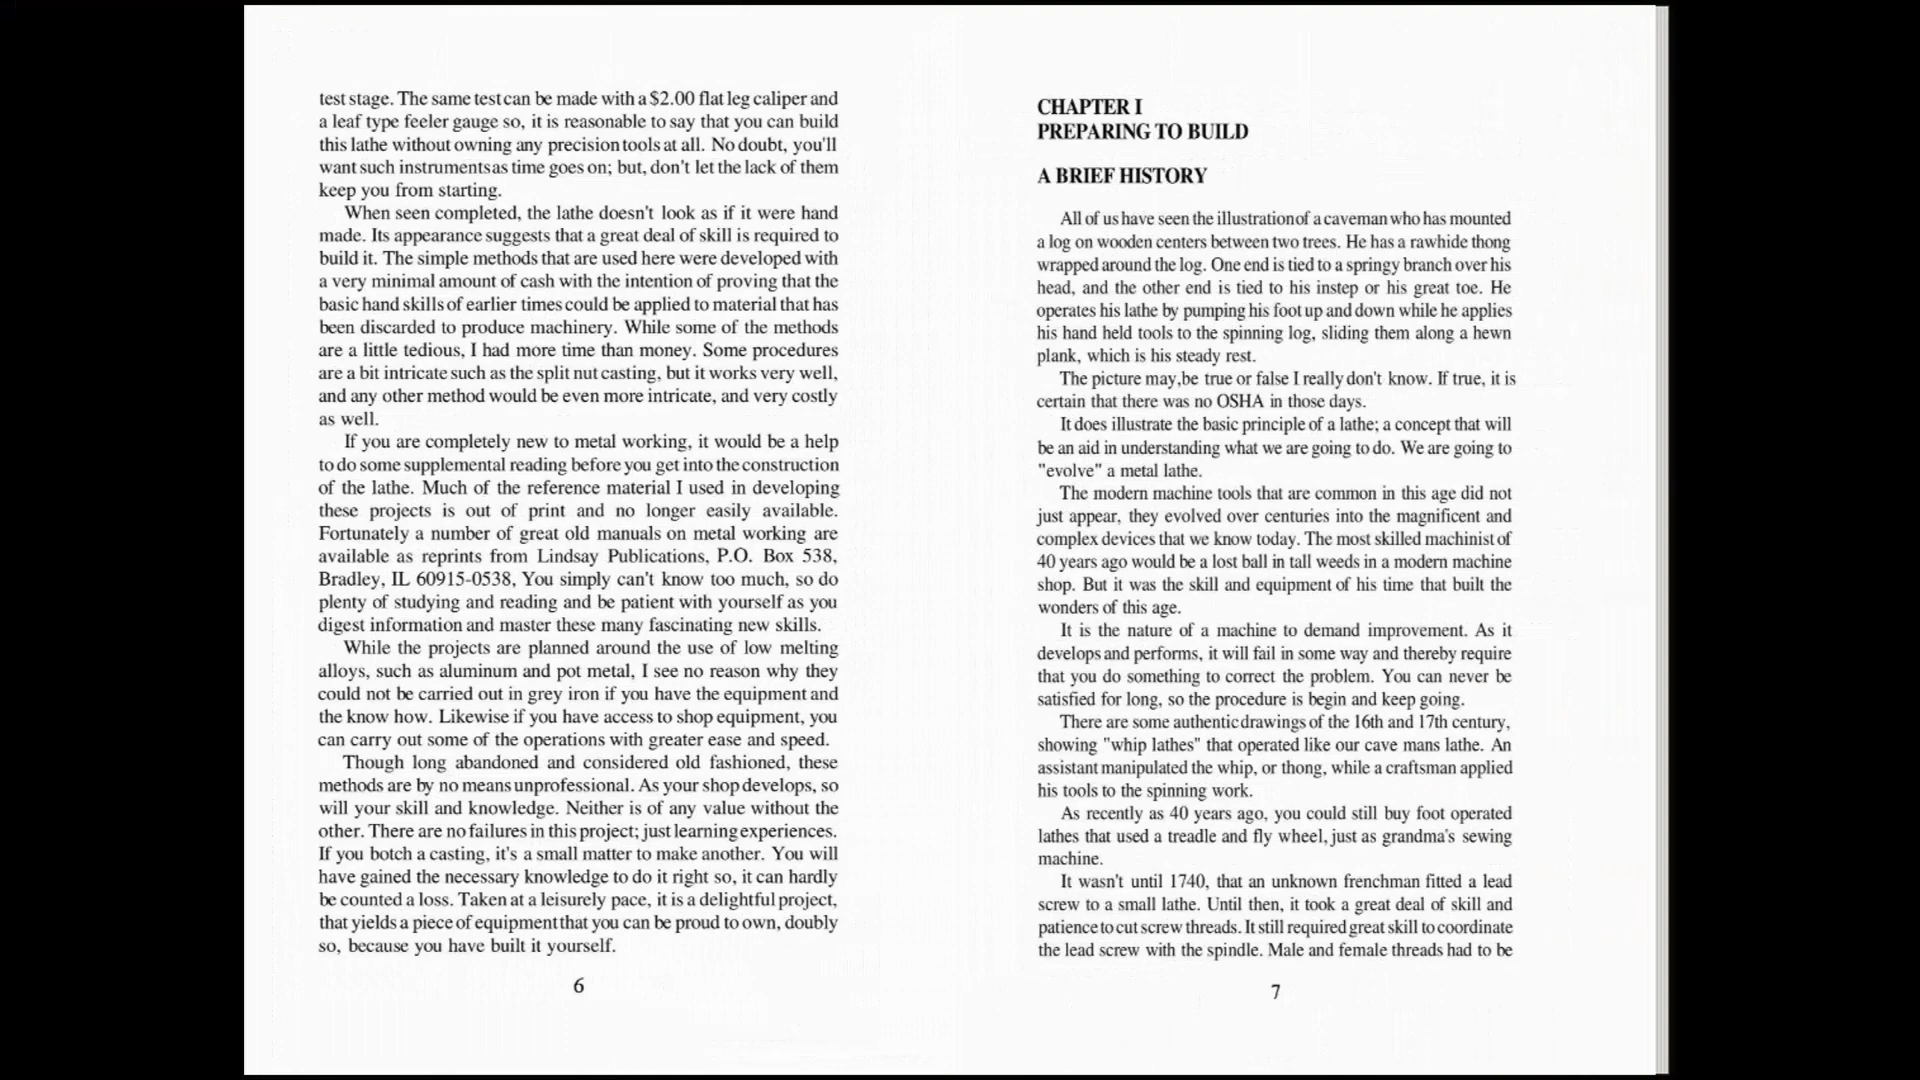 test stage. The same test can be made with a $2.00 flat leg caliper and
a leaf type feeler gauge so, it is reasonable to say that you can build
this lathe without owning any precision tools at all. No doubt, you'll
want such instruments as time goes on; but, don't let the lack of them
keep you from starting.
When seen completed, the lathe doesn't look as if it were hand
made. Its appearance suggests that a great deal of skill is required to
build it. The simple methods that are used here were developed with
a very minimal amount of cash with the intention of proving that the
basic hand skills of earlier times could be applied to material that has
been discarded to produce machinery. While some of the methods
are a little tedious, I had more time than money. Some procedures
are a bit intricate such as the split nut casting, but it works very well,
and any other method would be even more intricate, and very costly
as well.
If you are completely new to metal working, it would be a help
to do some supplemental reading before you get into the construction
of the lathe. Much of the reference material I used in developing
these projects is out of print and no longer easily available.
Fortunately a number of great old manuals on metal working are
available as reprints from Lindsay Publications, P.O. Box 538,
Bradley, IL 60915-0538, You simply can't know too much, so do
plenty of studying and reading and be patient with yourself as you
digest information and master these many fascinating new skills.
While the projects are planned around the use of low melting
alloys, such as aluminum and pot metal, I see no reason why they
could not be carried out in grey iron if you have the equipment and
the know how. Likewise if you have access to shop equipment, you
can carry out some of the operations with greater ease and speed.
Though long abandoned and considered old fashioned, these
methods are by no means unprofessional. As your shop develops, so
will your skill and knowledge. Neither is of any value without the
other. There are no failures in this project; just learning experiences.
If you botch a casting, it's a small matter to make another. You will
have gained the necessary knowledge to do it right so, it can hardly
be counted a loss. Taken at a leisurely pace, it is a delightful project,
that yields a piece of equipment that you can be proud to own, doubly
so, because you have built it yourself.
6
CHAPTER I
PREPARING TO BUILD
A BRIEF HISTORY
All of us have seen the illustration of a caveman who has mounted
a log on wooden centers between two trees. He has a rawhide thong
wrapped around the log. One end is tied to a springy branch over his
head, and the other end is tied to his instep or his great toe. He
operates his lathe by pumping his foot up and down while he applies
his hand held tools to the spinning log, sliding them along a hewn
plank, which is his steady rest.
The picture may,be true or false I really don't know. If true, it is
certain that there was no OSHA in those days.
It does illustrate the basic principle of a lathe; a concept that will
be an aid in understanding what we are going to do. We are going to
"evolve" a metal lathe.
The modern machine tools that are common in this age did not
just appear, they evolved over centuries into the magnificent and
complex devices that we know today. The most skilled machinist of
40 years ago would be a lost ball in tall weeds in a modern machine
shop. But it was the skill and equipment of his time that built the
wonders of this age.
It is the nature of a machine to demand improvement. As it
develops and performs, it will fail in some way and thereby require
that you do something to correct the problem. You can never be
satisfied for long, so the procedure is begin and keep going.
There are some authentic drawings of the 16th and 17th century,
showing "whip lathes" that operated like our cave mans lathe. An
assistant manipulated the whip, or thong, while a craftsman applied
his tools to the spinning work.
As recently as 40 years ago, you could still buy foot operated
lathes that used a treadle and fly wheel, just as grandma's sewing
machine.
It wasn't until 1740, that an unknown frenchman fitted a lead
screw to a small lathe. Until then, it took a great deal of skill and
patience to cut screw threads. It still required great skill to coordinate
the lead screw with the spindle. Male and female threads had to be
7